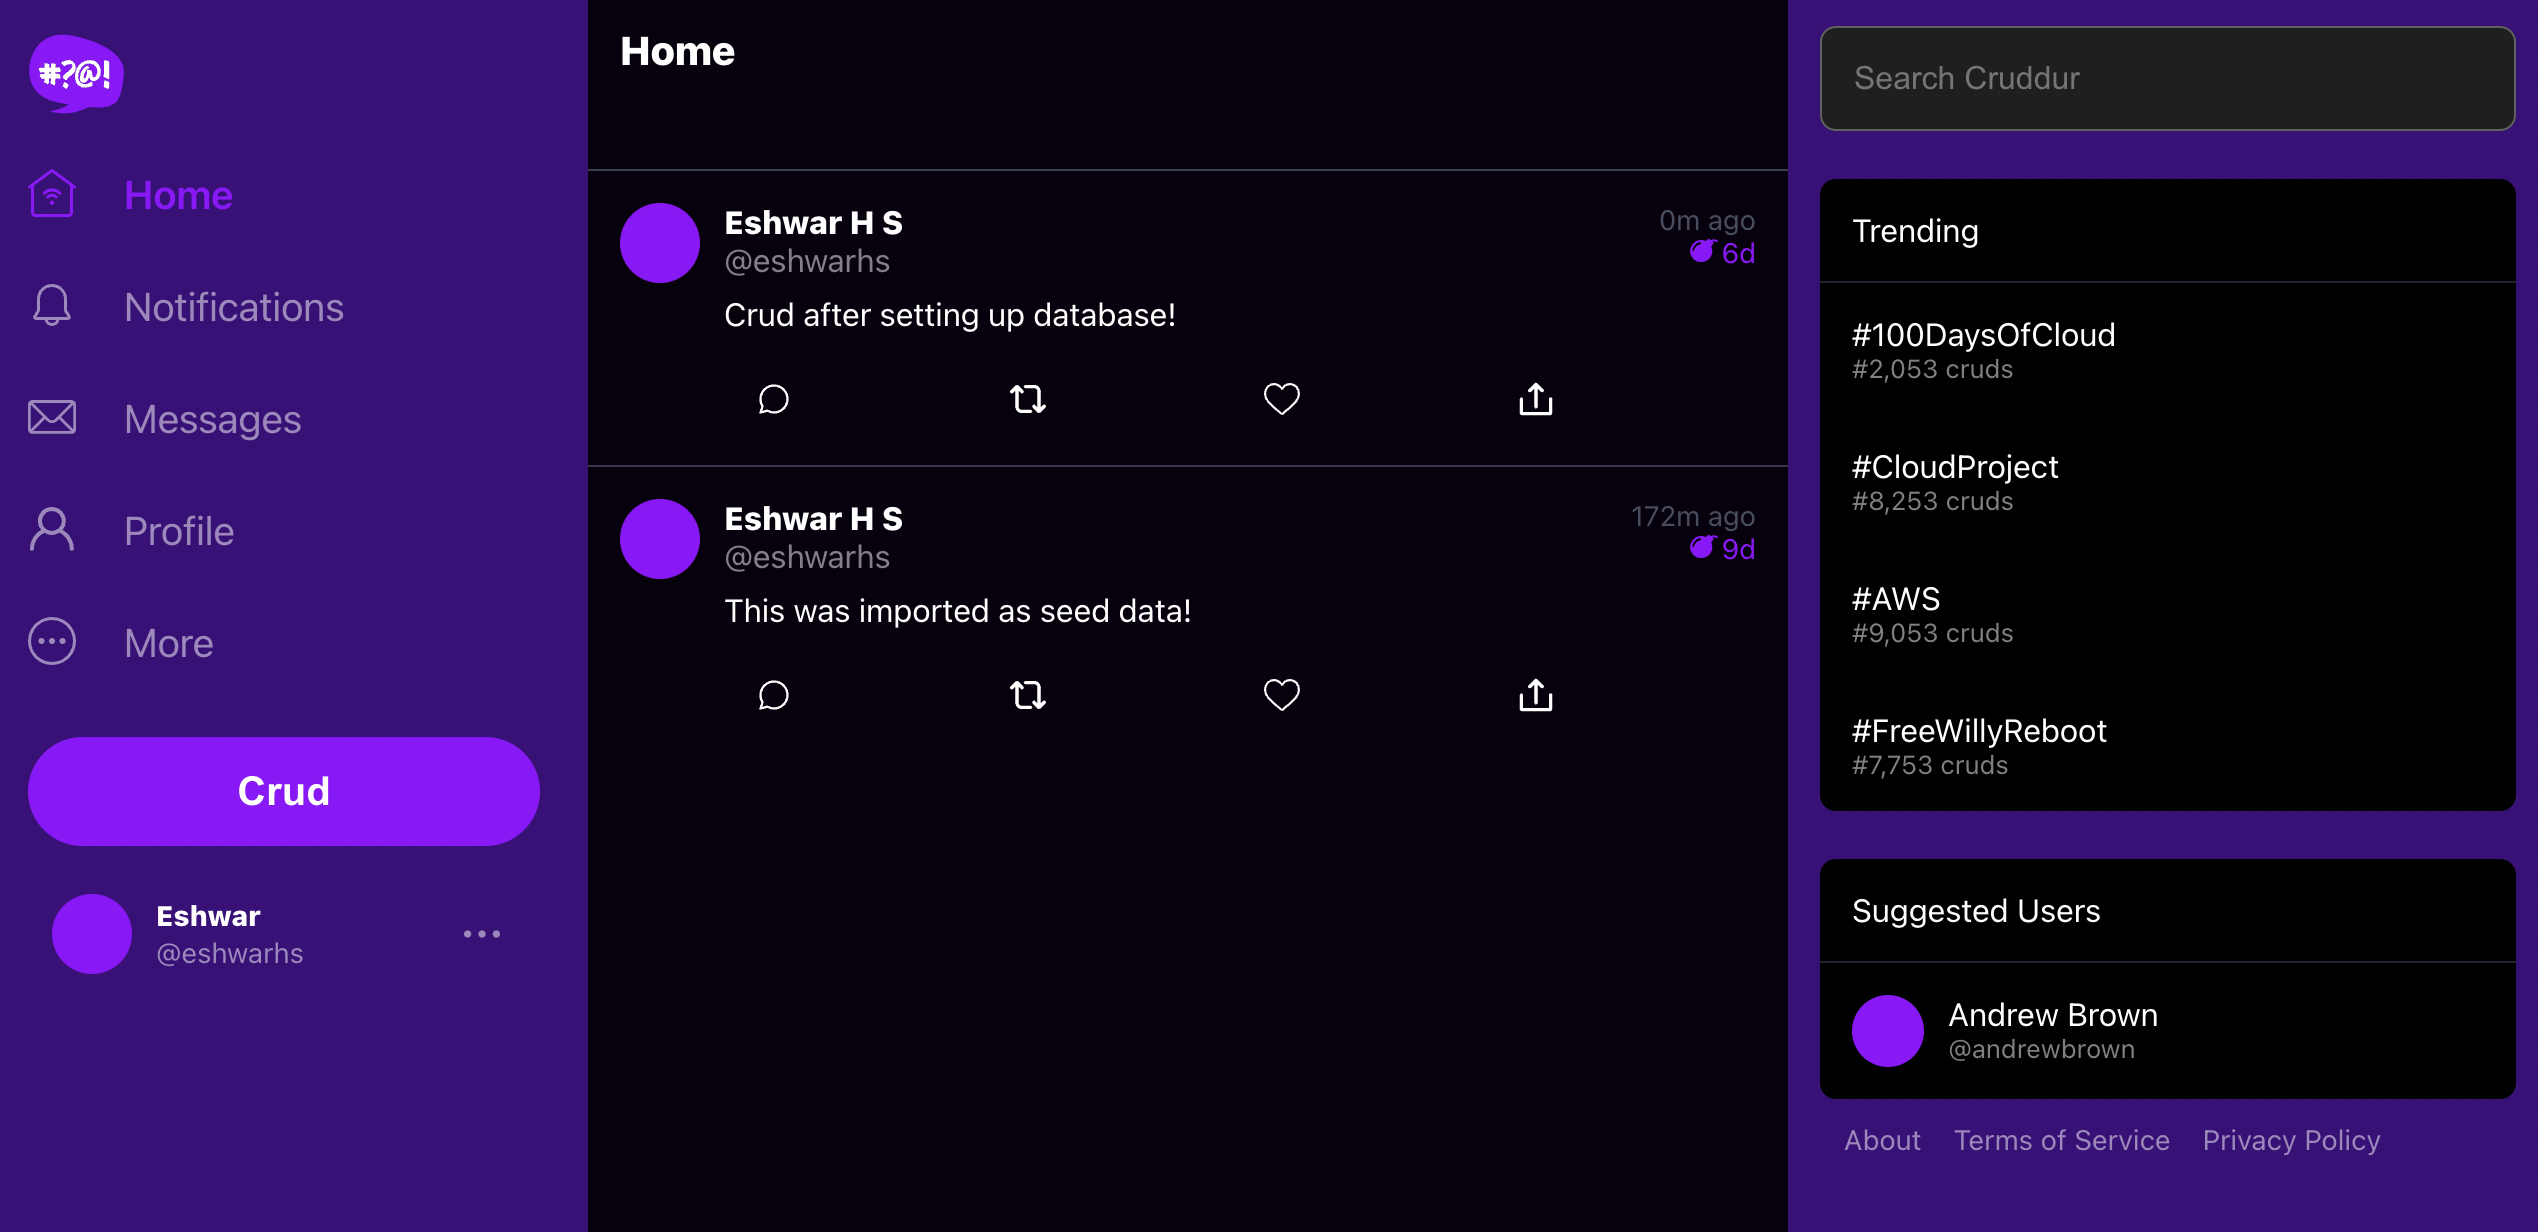 #?@!
Home
Notifications
Messages
Profile
More
Crud
Eshwar
@eshwarhs
Home
Eshwar H S
@eshwarhs
0m ago
6d
Crud after setting up database!
Eshwar H S
@eshwarhs
172m ago
9d
This was imported as seed data!
Search Cruddur
Trending
#100DaysOfCloud
#2,053 cruds
#CloudProject
#8,253 cruds
#AWS
#9,053 cruds
#FreeWillyReboot
#7,753 cruds
Suggested Users
Andrew Brown
@andrewbrown
About Terms of Service Privacy Policy